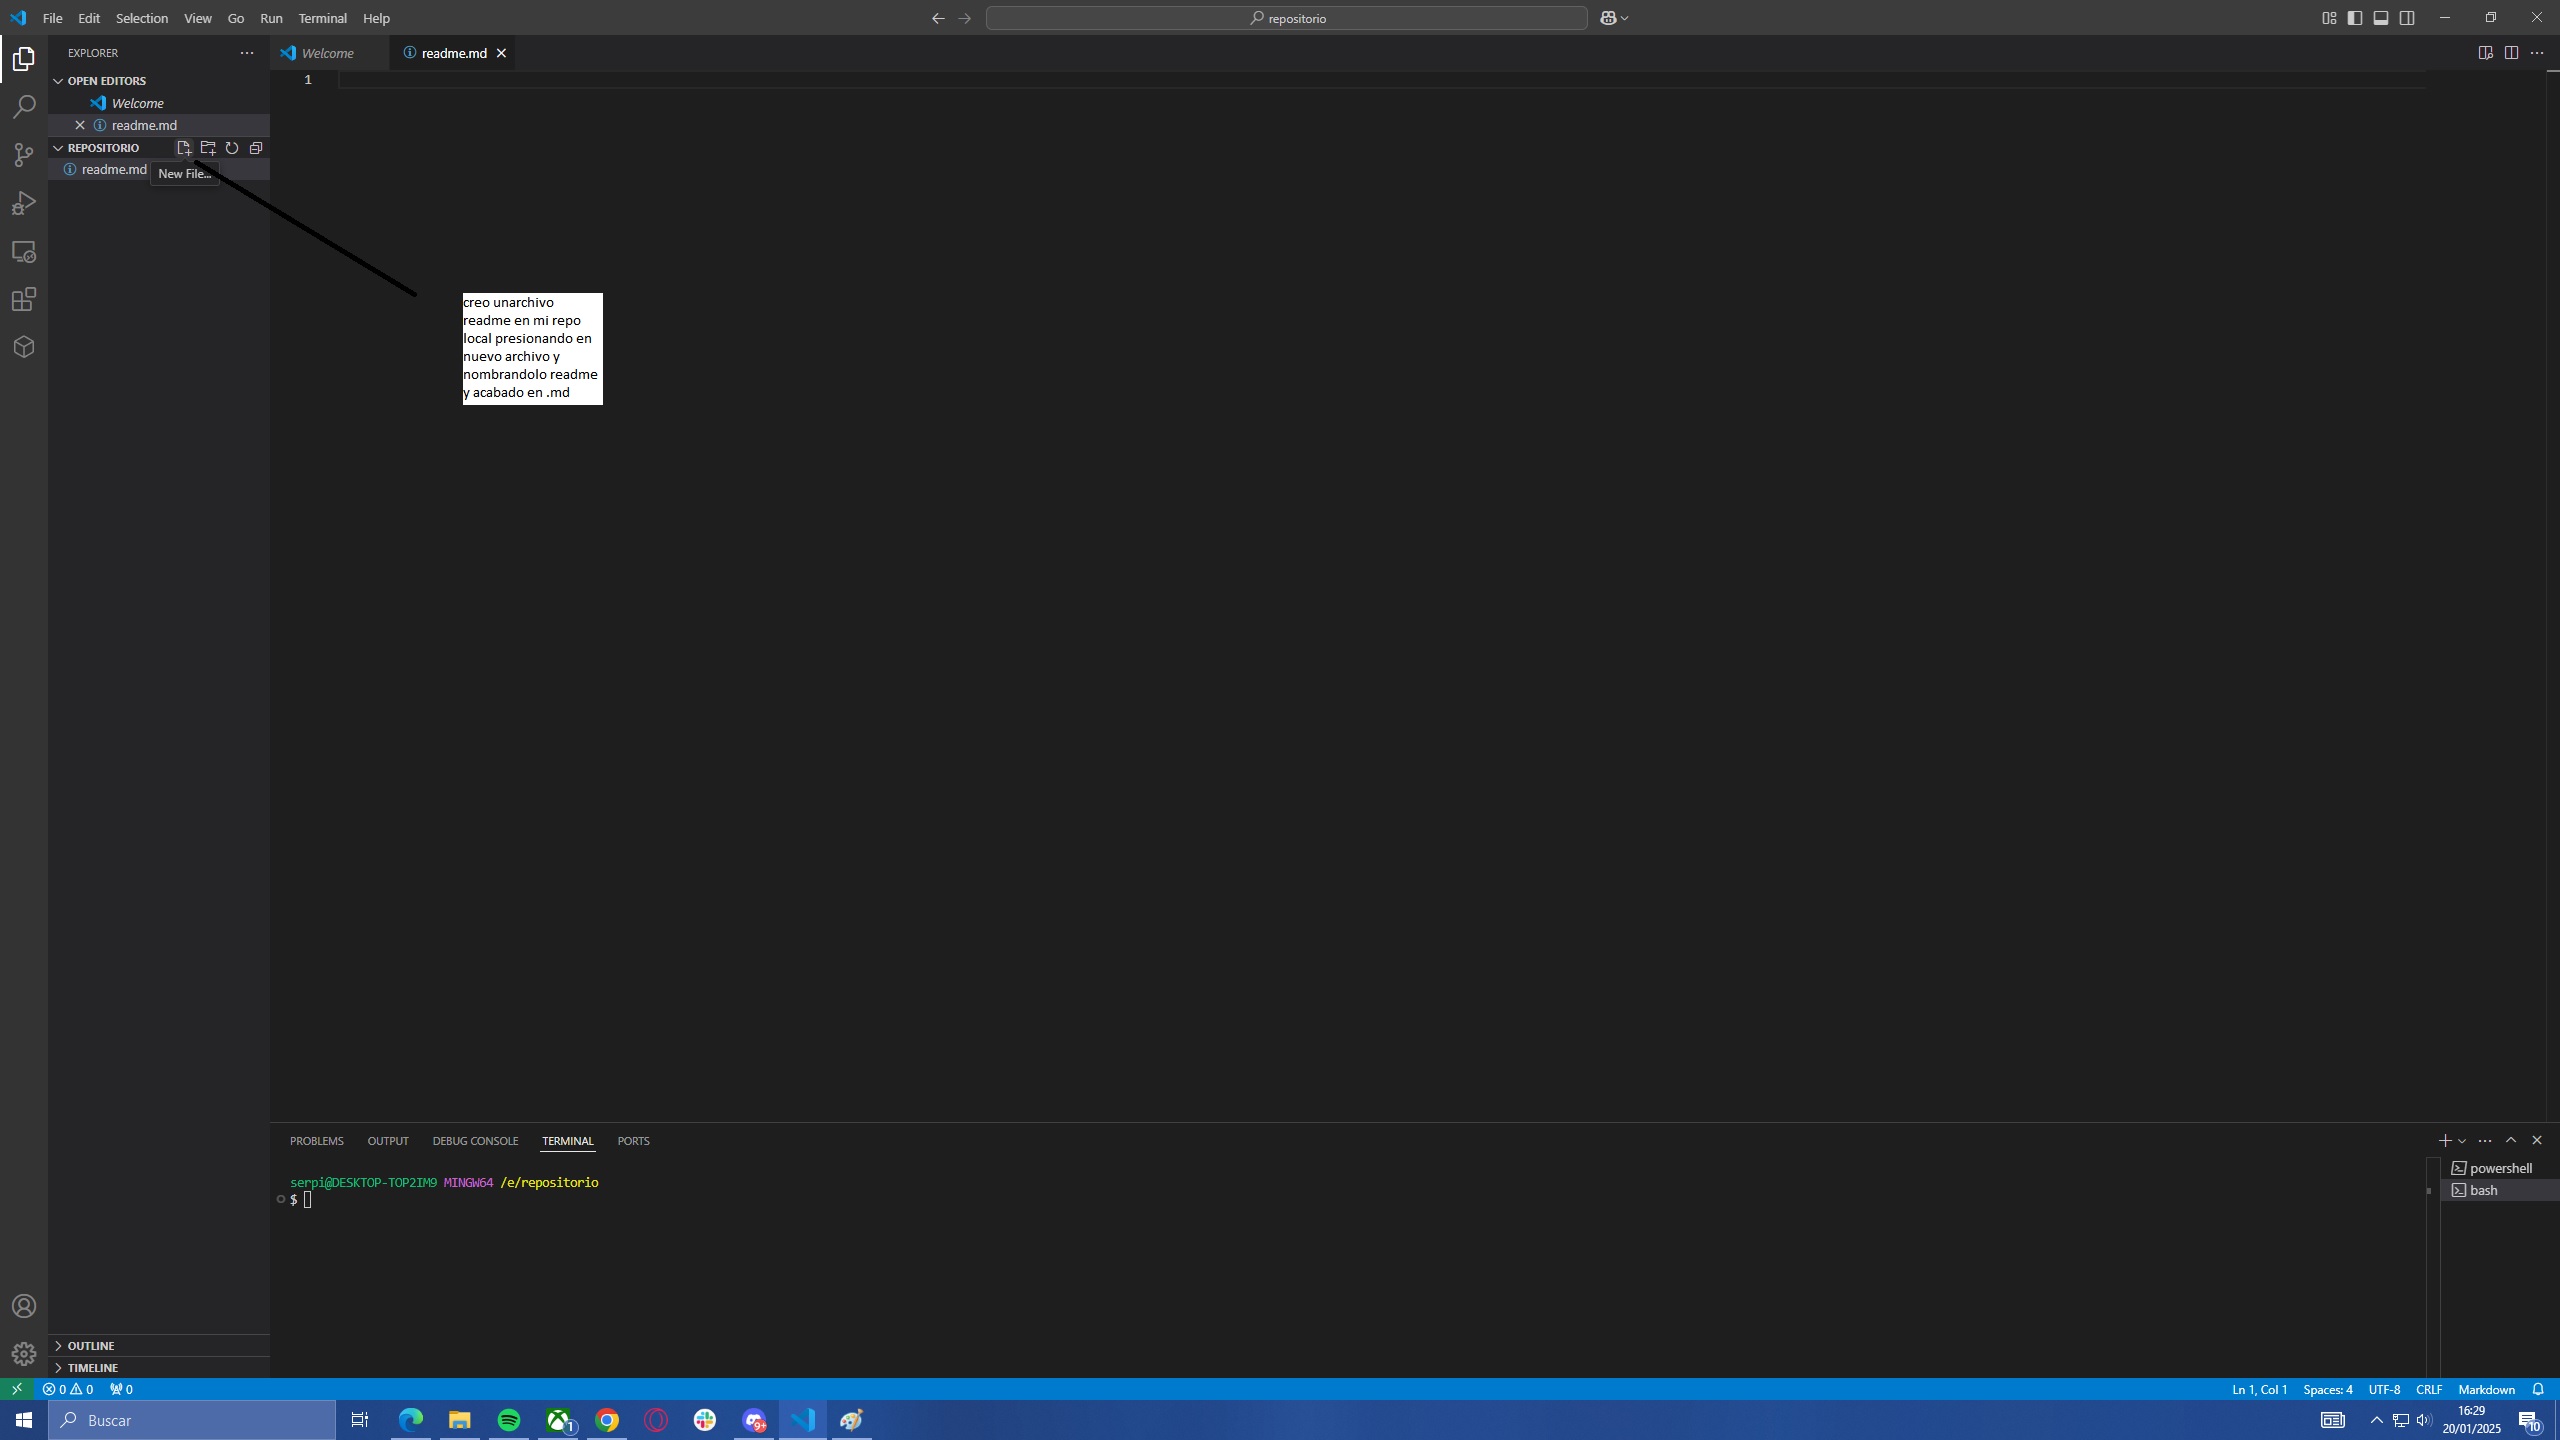 File Edit Selection View Go Run Terminal Help
repositorio
EXPLORER
Welcome
readme.md
OPEN EDITORS
Welcome
readme.md
REPOSITORIO
readme.md
New File...
1
creo unarchivo
readme en mi repo
local presionando en
nuevo archivo y
nombrandolo readme
y acabado en .md
PROBLEMS OUTPUT DEBUG CONSOLE TERMINAL PORTS
serpi@DESKTOP-TOP2IM9 MINGW64 /e/repositorio
$
powershell
bash
OUTLINE
TIMELINE
0 0 0
Ln 1, Col 1 Spaces: 4 UTF-8 CRLF Markdown
Buscar
1
9+
16:29
20/01/2025
10